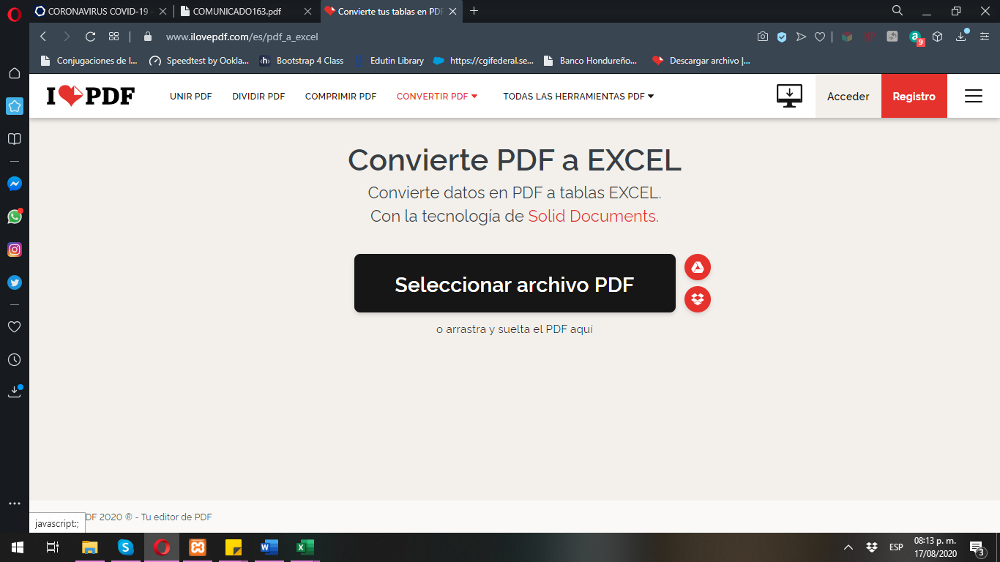 CORONAVIRUS COVID-19 -
COMUNICADO163.pdf
Convierte tus tablas en PDF
www.ilovepdf.com/es/pdf_a_excel
9
Conjugaciones de l...
Speedtest by Ookla...
h
Bootstrap 4 Class
Edutin Library
https://cgifederal.se...
Banco Hondureño...
Descargar archivo |...
I PDF
UNIR PDF
DIVIDIR PDF
COMPRIMIR PDF
CONVERTIR PDF
TODAS LAS HERRAMIENTAS PDF
Acceder
Registro
Convierte PDF a EXCEL
Convierte datos en PDF a tablas EXCEL.
Con la tecnología de Solid Documents.
Seleccionar archivo PDF
o arrastra y suelta el PDF aquí
DF 2020 ® - Tu editor de PDF
javascript:;
ESP
08:13 p. m.
17/08/2020
3